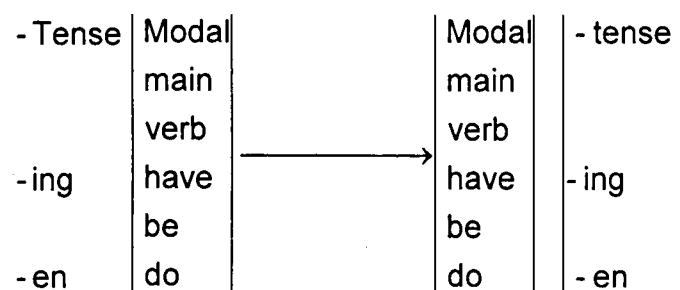 - Tense Modal Modal - tense
main main
verb verb
- ing have have - ing
be be
- en do do - en